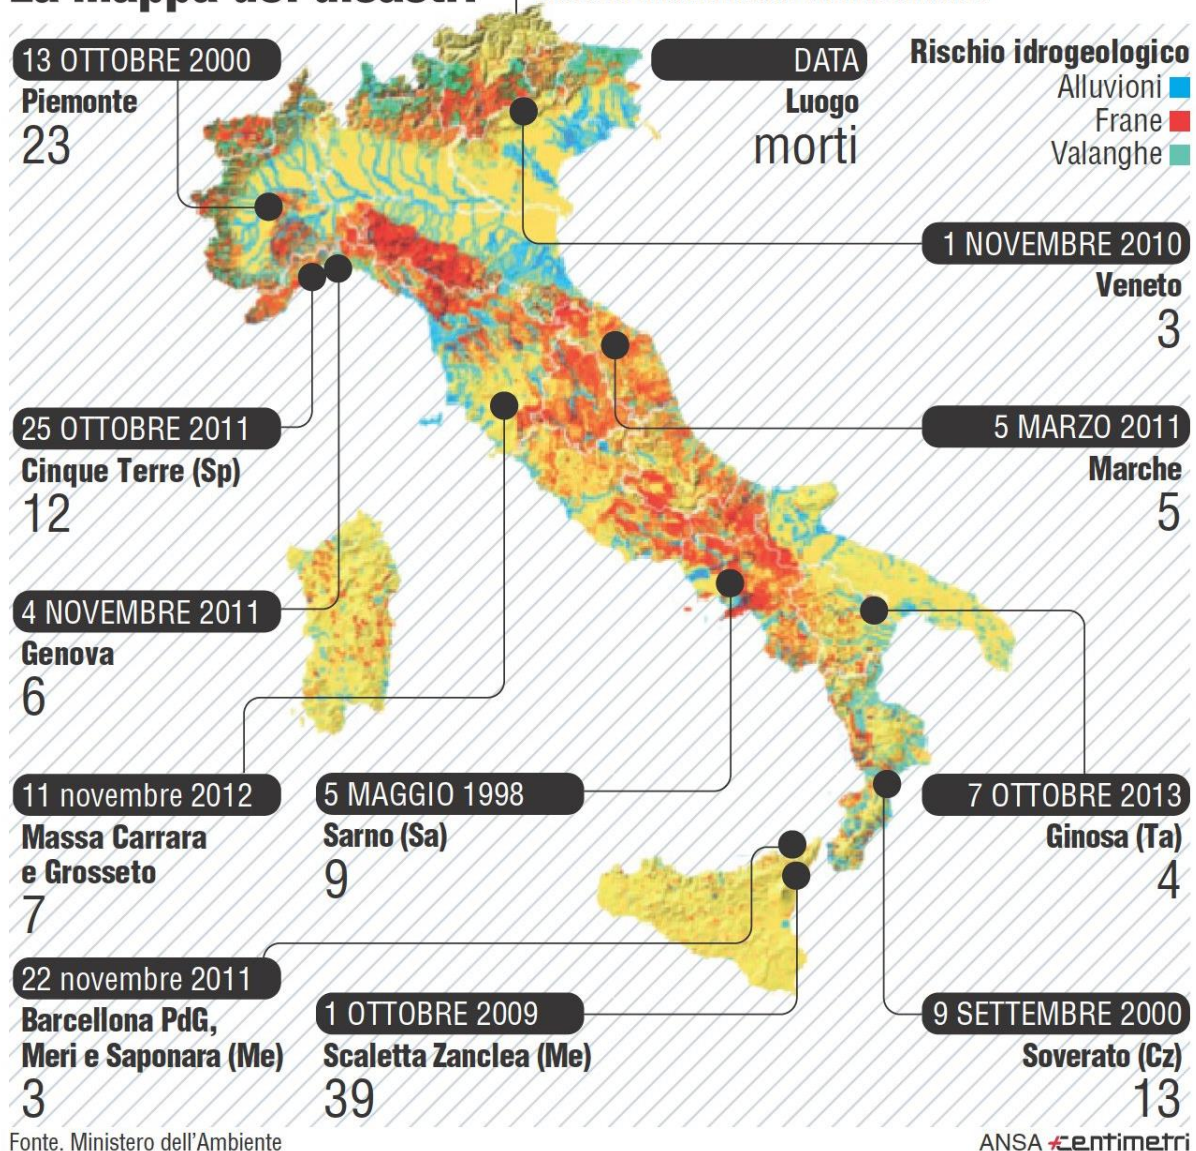 13 OTTOBRE 2000
Piemonte
23
DATA
Luogo
morti
Rischio idrogeologico
Alluvioni
Frane
Valanghe
1 NOVEMBRE 2010
Veneto
3
25 OTTOBRE 2011
Cinque Terre (Sp)
12
5 MARZO 2011
Marche
5
4 NOVEMBRE 2011
Genova
6
11 novembre 2012
Massa Carrara
e Grosseto
7
5 MAGGIO 1998
Sarno (Sa)
9
7 OTTOBRE 2013
Ginosa (Ta)
4
22 novembre 2011
Barcellona PdG,
Meri e Saponara (Me)
3
1 OTTOBRE 2009
Scaletta Zanclea (Me)
39
9 SETTEMBRE 2000
Soverato (Cz)
13
Fonte. Ministero dell'Ambiente
ANSA centimetri